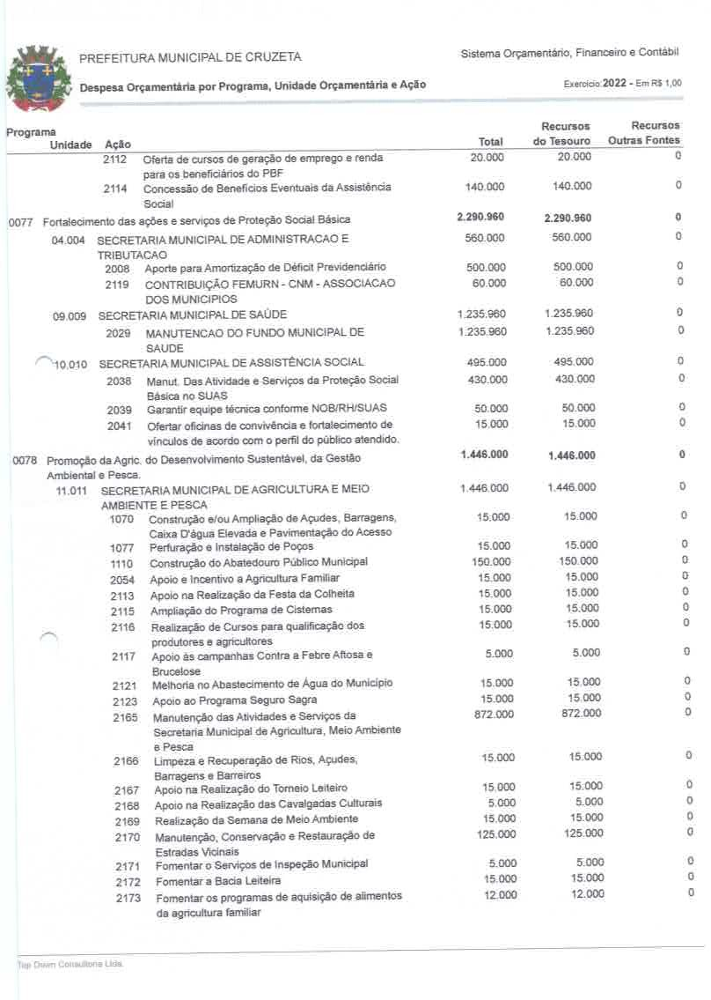 PREFEITURA MUNICIPAL DE CRUZETA
Sistema Orçamentário, Financeiro e Contábil
Despesa Orçamentária por Programa, Unidade Orçamentária e Ação
Exercicio: 2022 - Em R$ 1,00
Programa Unidade Ação Total Recursos do Tesouro Recursos Outras Fontes
2112 Oferta de cursos de geração de emprego e renda 20.000 20.000 0
para os beneficiários do PBF
2114 Concessão de Benefícios Eventuais da Assistência 140.000 140.000 0
Social
0077 Fortalecimento das ações e serviços de Proteção Social Básica 2.290.960 2.290.960 0
04.004 SECRETARIA MUNICIPAL DE ADMINISTRACAO E 560.000 560.000 0
TRIBUTACAO
2008 Aporte para Amortização de Déficit Previdenciário 500.000 500.000 0
2119 CONTRIBUIÇÃO FEMURN - CNM - ASSOCIACAO 60.000 60.000 0
DOS MUNICIPIOS
09.009 SECRETARIA MUNICIPAL DE SAÚDE 1.235.960 1.235.960 0
2029 MANUTENCAO DO FUNDO MUNICIPAL DE 1.235.960 1.235.960 0
SAUDE
10.010 SECRETARIA MUNICIPAL DE ASSISTÊNCIA SOCIAL 495.000 495.000 0
2038 Manut. Das Atividade e Serviços da Proteção Social 430.000 430.000 0
Básica no SUAS
2039 Garantir equipe técnica conforme NOB/RH/SUAS 50.000 50.000 0
2041 Ofertar oficinas de convivência e fortalecimento de 15.000 15.000 0
vínculos de acordo com o perfil do público atendido.
0078 Promoção da Agric. do Desenvolvimento Sustentável, da Gestão 1.446.000 1.446.000 0
Ambiental e Pesca.
11.011 SECRETARIA MUNICIPAL DE AGRICULTURA E MEIO 1.446.000 1.446.000 0
AMBIENTE E PESCA
1070 Construção e/ou Ampliação de Açudes, Barragens, 15.000 15.000 0
Caixa D'água Elevada e Pavimentação do Acesso
1077 Perfuração e Instalação de Poços 15.000 15.000 0
1110 Construção do Abatedouro Público Municipal 150.000 150.000 0
2054 Apoio e Incentivo a Agricultura Familiar 15.000 15.000 0
2113 Apoio na Realização da Festa da Colheita 15.000 15.000 0
2115 Ampliação do Programa de Cisternas 15.000 15.000 0
2116 Realização de Cursos para qualificação dos 15.000 15.000 0
produtores e agricultores
2117 Apoio às campanhas Contra a Febre Aftosa e 5.000 5.000 0
Brucelose
2121 Melhoria no Abastecimento de Água do Município 15.000 15.000 0
2123 Apoio ao Programa Seguro Sagra 15.000 15.000 0
2165 Manutenção das Atividades e Serviços da 872.000 872.000 0
Secretaria Municipal de Agricultura, Meio Ambiente
e Pesca
2166 Limpeza e Recuperação de Rios, Açudes, 15.000 15.000 0
Barragens e Barreiros
2167 Apoio na Realização do Torneio Leiteiro 15.000 15.000 0
2168 Apoio na Realização das Cavalgadas Culturais 5.000 5.000 0
2169 Realização da Semana de Meio Ambiente 15.000 15.000 0
2170 Manutenção, Conservação e Restauração de 125.000 125.000 0
Estradas Vicinais
2171 Fomentar o Serviços de Inspeção Municipal 5.000 5.000 0
2172 Fomentar a Bacia Leiteira 15.000 15.000 0
2173 Fomentar os programas de aquisição de alimentos 12.000 12.000 0
da agricultura familiar
Top Down Consultoria Ltda.